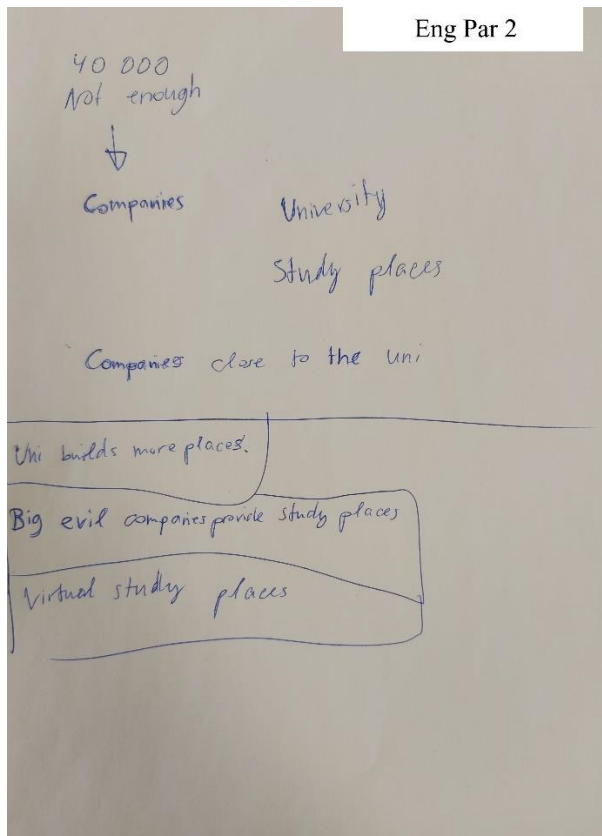 Eng Par 2
40 000
Not enough
Companies
University
Study places
Companies close to the uni
Uni builds more places.
Big evil companies provide study places
Virtual study places